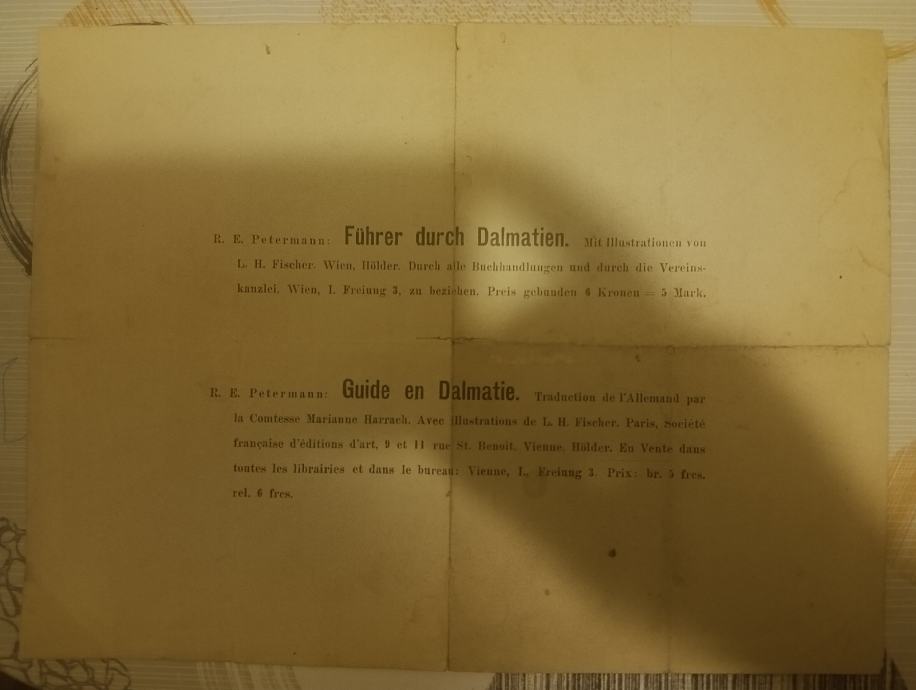 R. E. Petermann: Führer durch Dalmatien. Mit Illustrationen von
L. H. Fischer. Wien, Hölder. Durch alle Buchhandlungen und durch die Vereins-
kanzlei, Wien, I. Freiung 3, zu beziehen. Preis gebunden 6 Kronen = 5 Mark.
R. E. Petermann: Guide en Dalmatie. Traduction de l'Allemand par
la Comtesse Marianne Harrach. Avec illustrations de L. H. Fischer. Paris, Société
française d'éditions d'art, 9 et 11 rue St. Benoit. Vienne, Hölder. En Vente dans
toutes les librairies et dans le bureau: Vienne, I., Freiung 3. Prix: br. 5 frcs.
rel. 6 frcs.